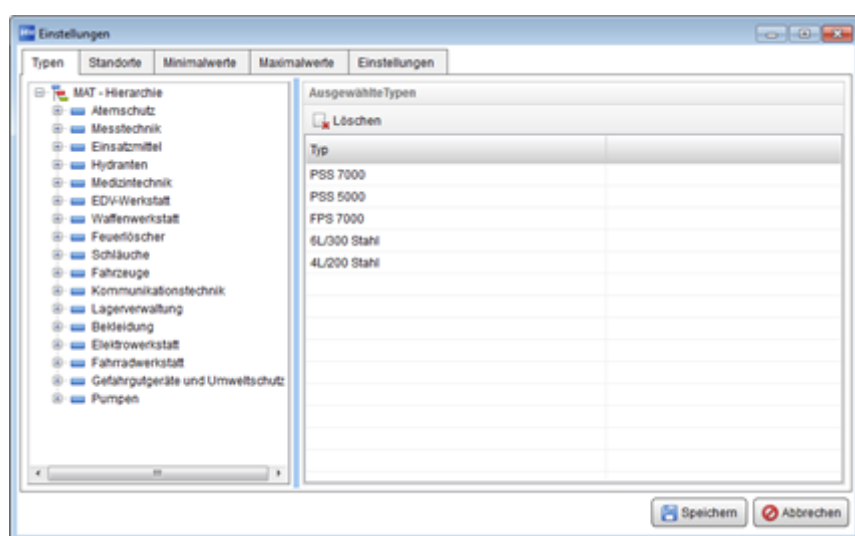 Einstellungen
Typen Standorte Minimalwerte Maximalwerte Einstellungen
MAT - Hierarchie
Atemschutz
Messtechnik
Einsatzmittel
Hydranten
Medizintechnik
EDV-Werkstatt
Waffenwerkstatt
Feuerlöscher
Schläuche
Fahrzeuge
Kommunikationstechnik
Lagerverwaltung
Bekleidung
Elektrowerkstatt
Fahrradwerkstatt
Gefahrgutgeräte und Umweltschutz
Pumpen
AusgewählteTypen
Löschen
Typ
PSS 7000
PSS 5000
FPS 7000
6L/300 Stahl
4L/200 Stahl
Speichern Abbrechen